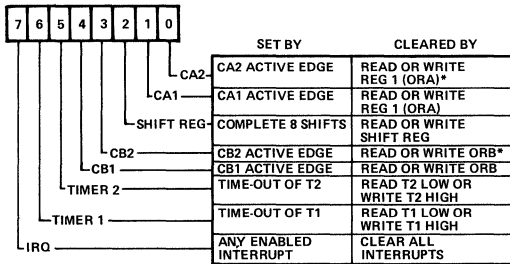 7 6 5 4 3 2 1 0
SET BY CLEARED BY
CA2 CA2 ACTIVE EDGE READ OR WRITE
REG 1 (ORA)*
CA1 CA1 ACTIVE EDGE READ OR WRITE
REG 1 (ORA)
SHIFT REG COMPLETE 8 SHIFTS READ OR WRITE
SHIFT REG
CB2 CB2 ACTIVE EDGE READ OR WRITE ORB*
CB1 CB1 ACTIVE EDGE READ OR WRITE ORB
TIMER 2 TIME-OUT OF T2 READ T2 LOW OR
WRITE T2 HIGH
TIMER 1 TIME-OUT OF T1 READ T1 LOW OR
WRITE T1 HIGH
IRQ ANY ENABLED CLEAR ALL
INTERRUPT INTERRUPTS